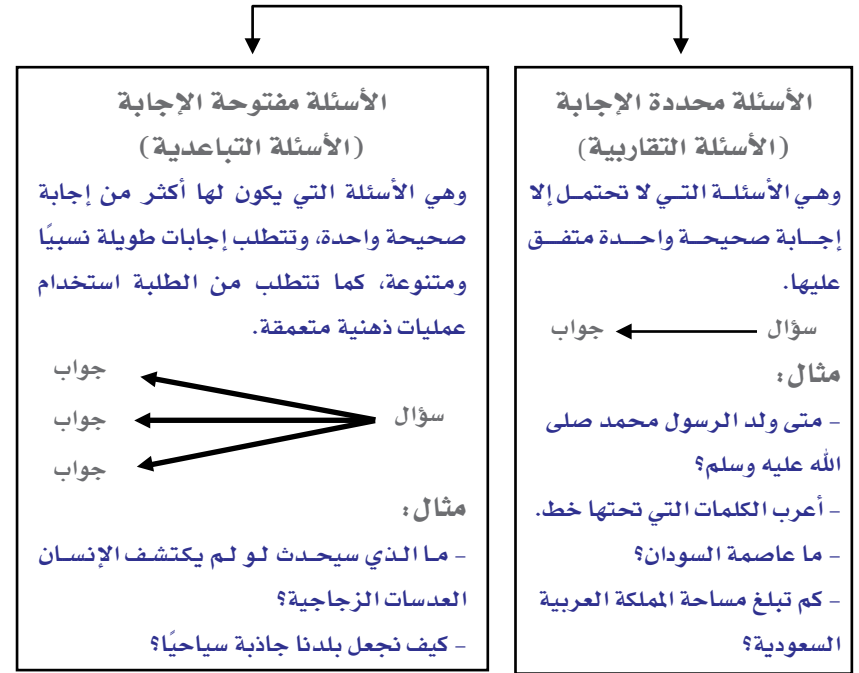 الأسئلة محددة الإجابة
(الأسئلة التقاربية)
وهي الأسئلة التي لا تحتمل إلا
إجابة صحيحة واحدة متفق
عليها.
سؤال جواب
مثال:
- متى ولد الرسول محمد صلى
الله عليه وسلم؟
- أعرب الكلمات التي تحتها خط.
- ما عاصمة السودان؟
- كم تبلغ مساحة المملكة العربية
السعودية؟
الأسئلة مفتوحة الإجابة
(الأسئلة التباعدية)
وهي الأسئلة التي يكون لها أكثر من إجابة
صحيحة واحدة، وتتطلب إجابات طويلة نسبيًا
ومتنوعة، كما تتطلب من الطلبة استخدام
عمليات ذهنية متعمقة.
جواب
سؤال جواب
جواب
مثال:
- ما الذي سيحدث لو لم يكتشف الإنسان
العدسات الزجاجية؟
- كيف نجعل بلدنا جاذبة سياحيًا؟